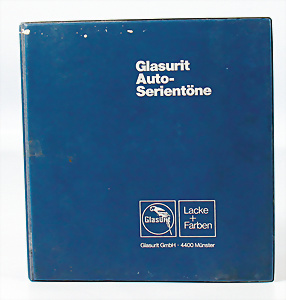 Glasurit
Auto-
Serientöne
Glasurit
Lacke
+
Farben
Glasurit GmbH · 4400 Münster